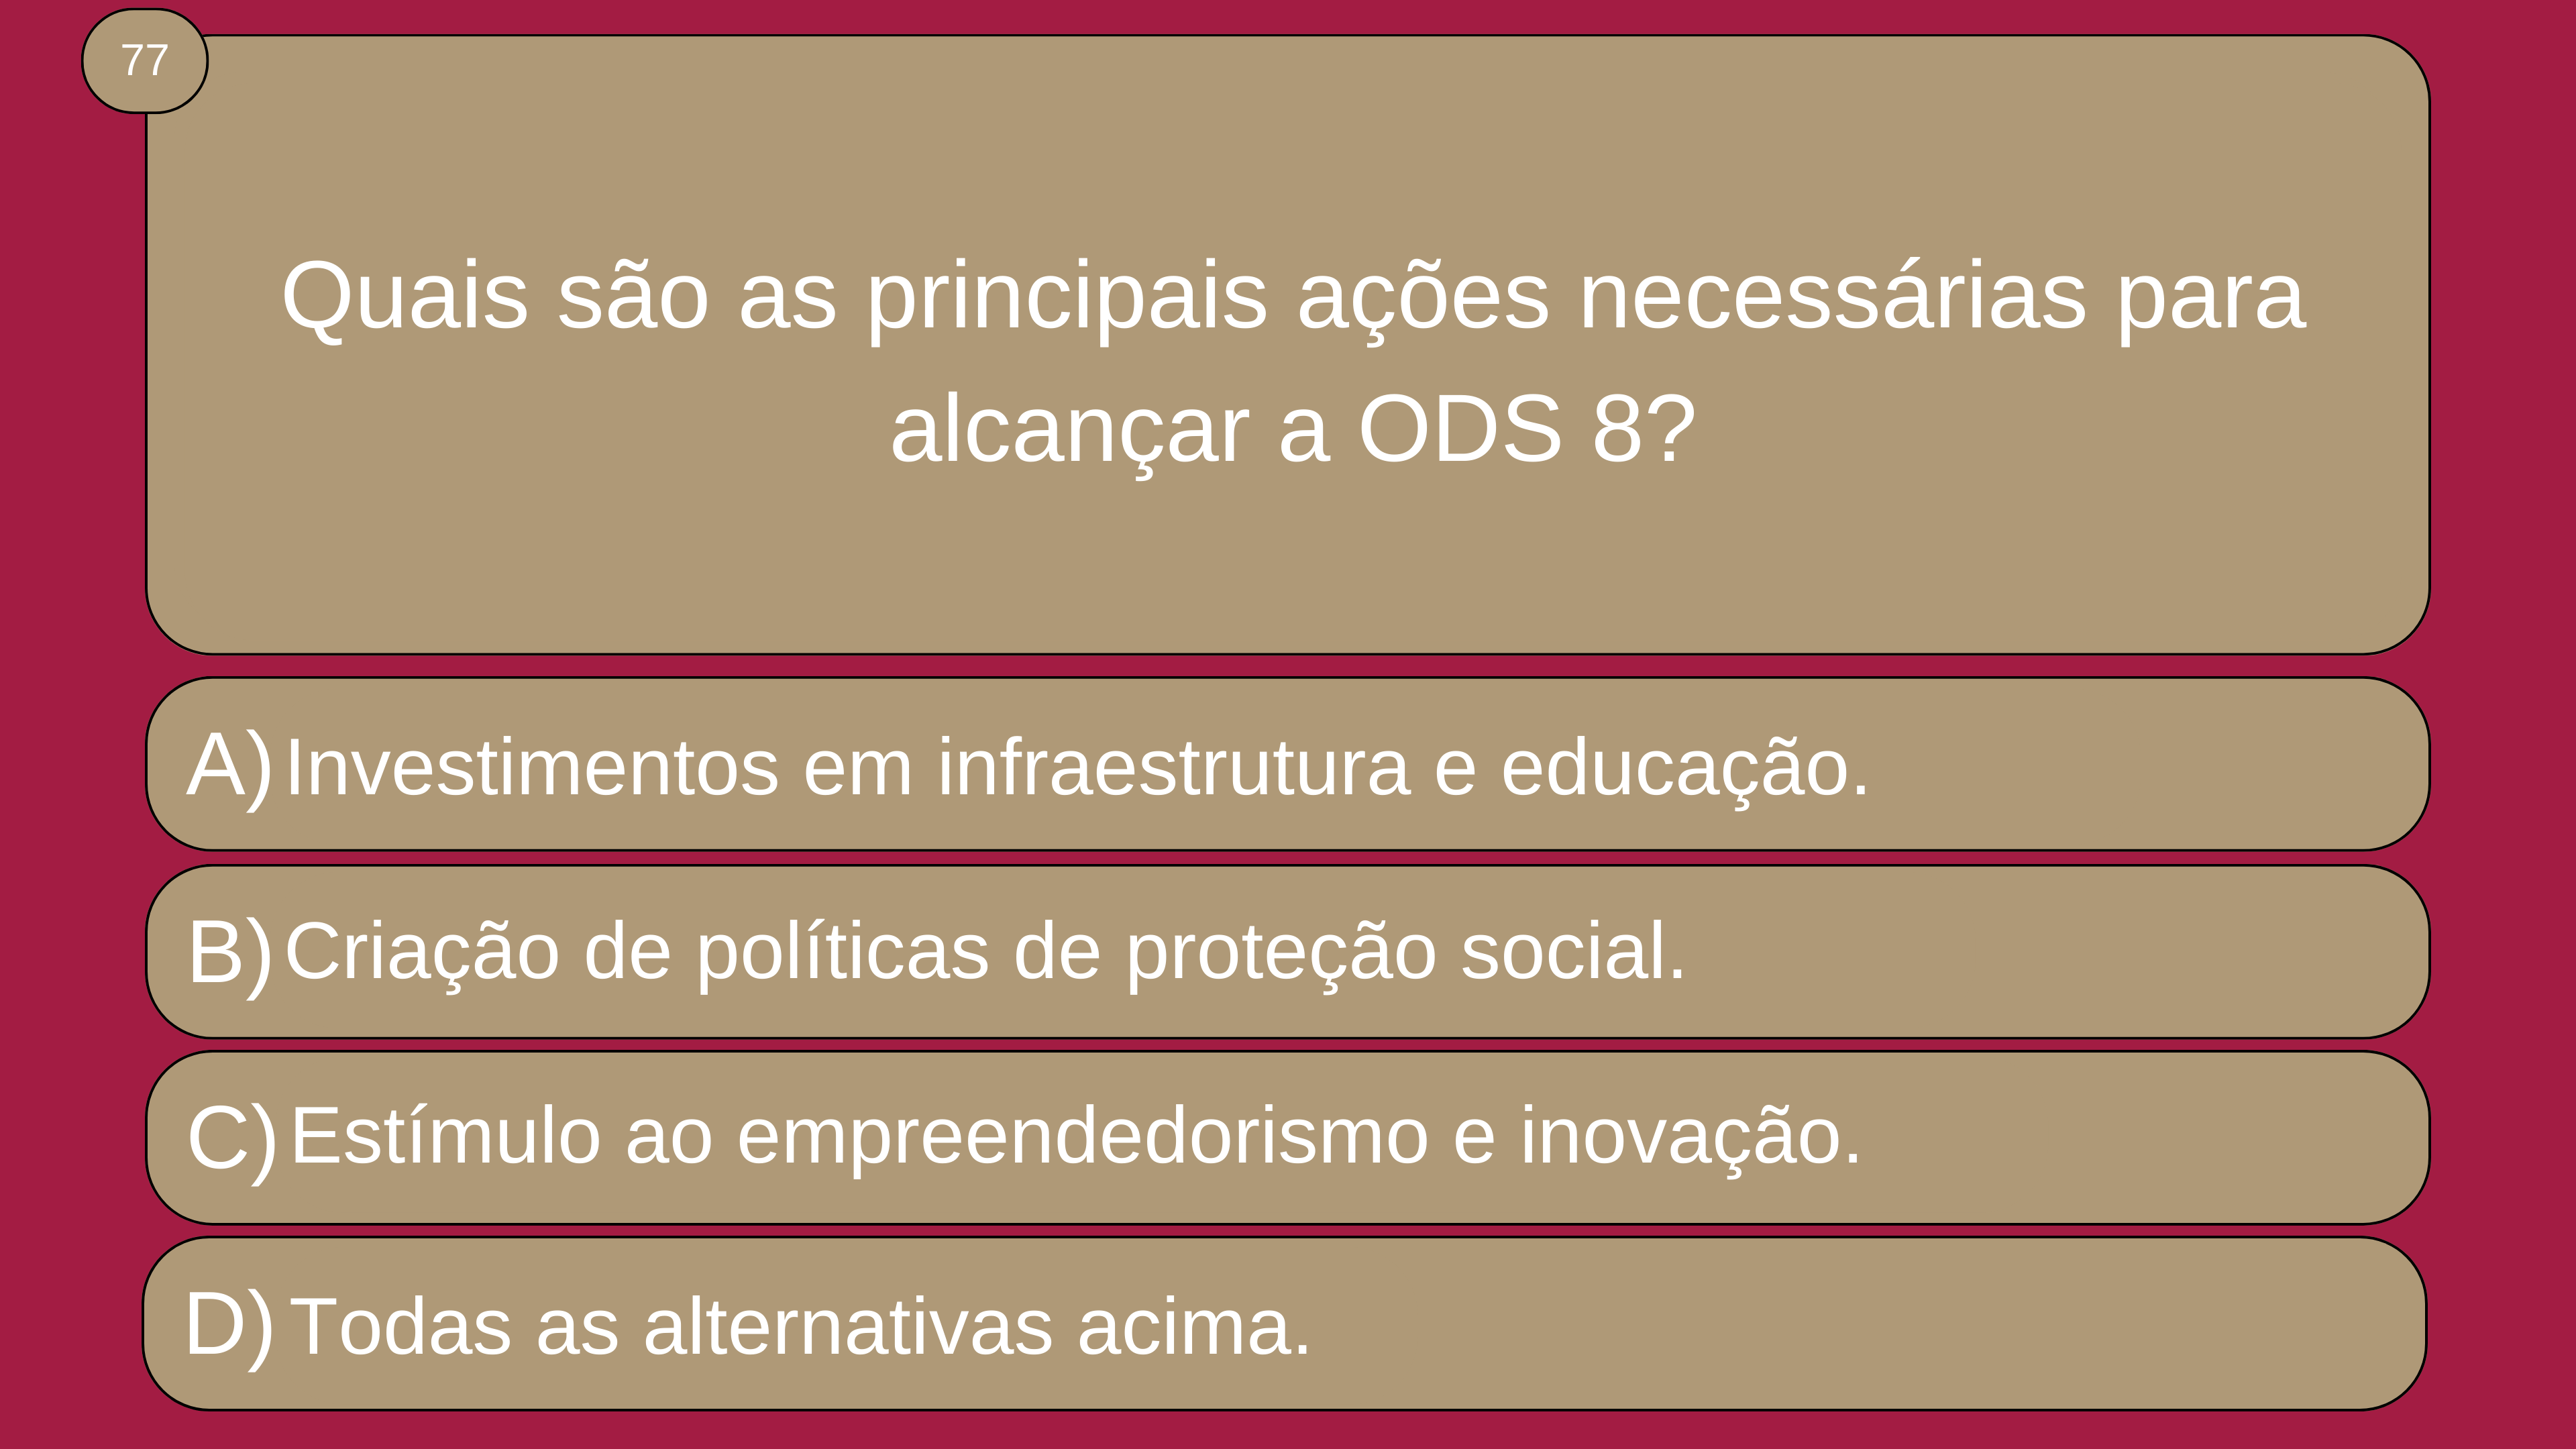 77
Quais são as principais ações necessárias para
alcançar a ODS 8?
A) Investimentos em infraestrutura e educação.
B) Criação de políticas de proteção social.
C) Estímulo ao empreendedorismo e inovação.
D) Todas as alternativas acima.